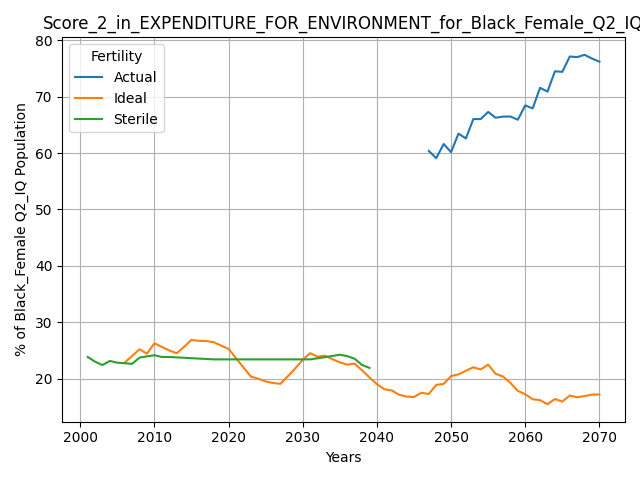 Score_2_in_EXPENDITURE_FOR_ENVIRONMENT_for_Black_Female_Q2_IQ
Fertility
Actual
Ideal
Sterile
80
70
60
50
40
30
20
% of Black_Female Q2_IQ Population
2000 2010 2020 2030 2040 2050 2060 2070
Years